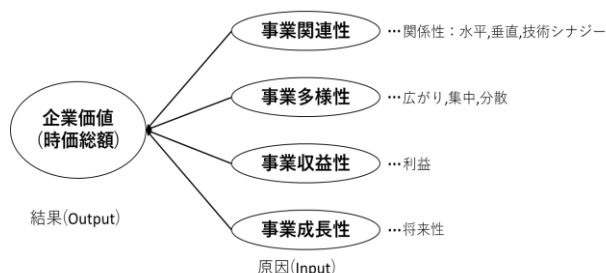 事業関連性
…関係性：水平,垂直,技術シナジー
企業価値
(時価総額)
事業多様性
…広がり,集中,分散
事業収益性
…利益
結果(Output)
事業成長性
…将来性
原因(Input)